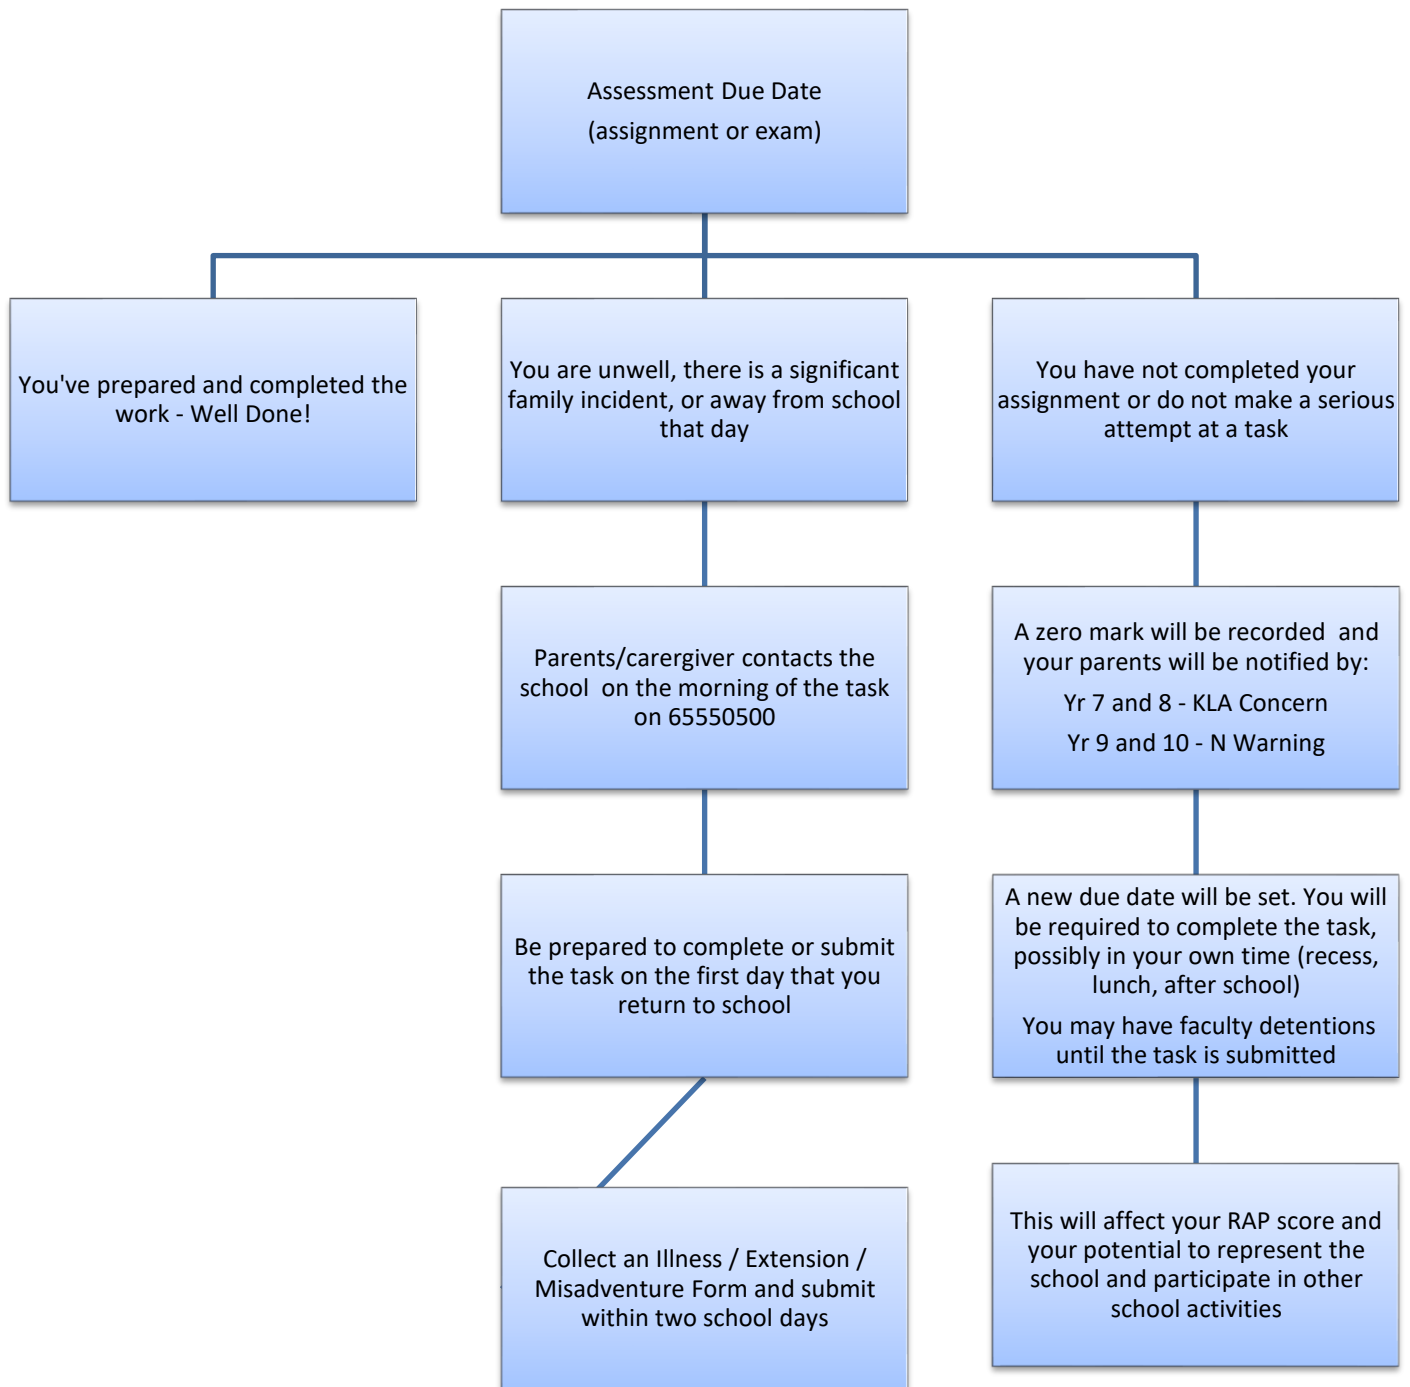 Assessment Due Date
(assignment or exam)
You've prepared and completed the
work - Well Done!
You are unwell, there is a significant
family incident, or away from school
that day
You have not completed your
assignment or do not make a serious
attempt at a task
Parents/carergiver contacts the
school on the morning of the task
on 65550500
A zero mark will be recorded and
your parents will be notified by:
Yr 7 and 8 - KLA Concern
Yr 9 and 10 - N Warning
Be prepared to complete or submit
the task on the first day that you
return to school
A new due date will be set. You will
be required to complete the task,
possibly in your own time (recess,
lunch, after school)
You may have faculty detentions
until the task is submitted
Collect an Illness / Extension /
Misadventure Form and submit
within two school days
This will affect your RAP score and
your potential to represent the
school and participate in other
school activities